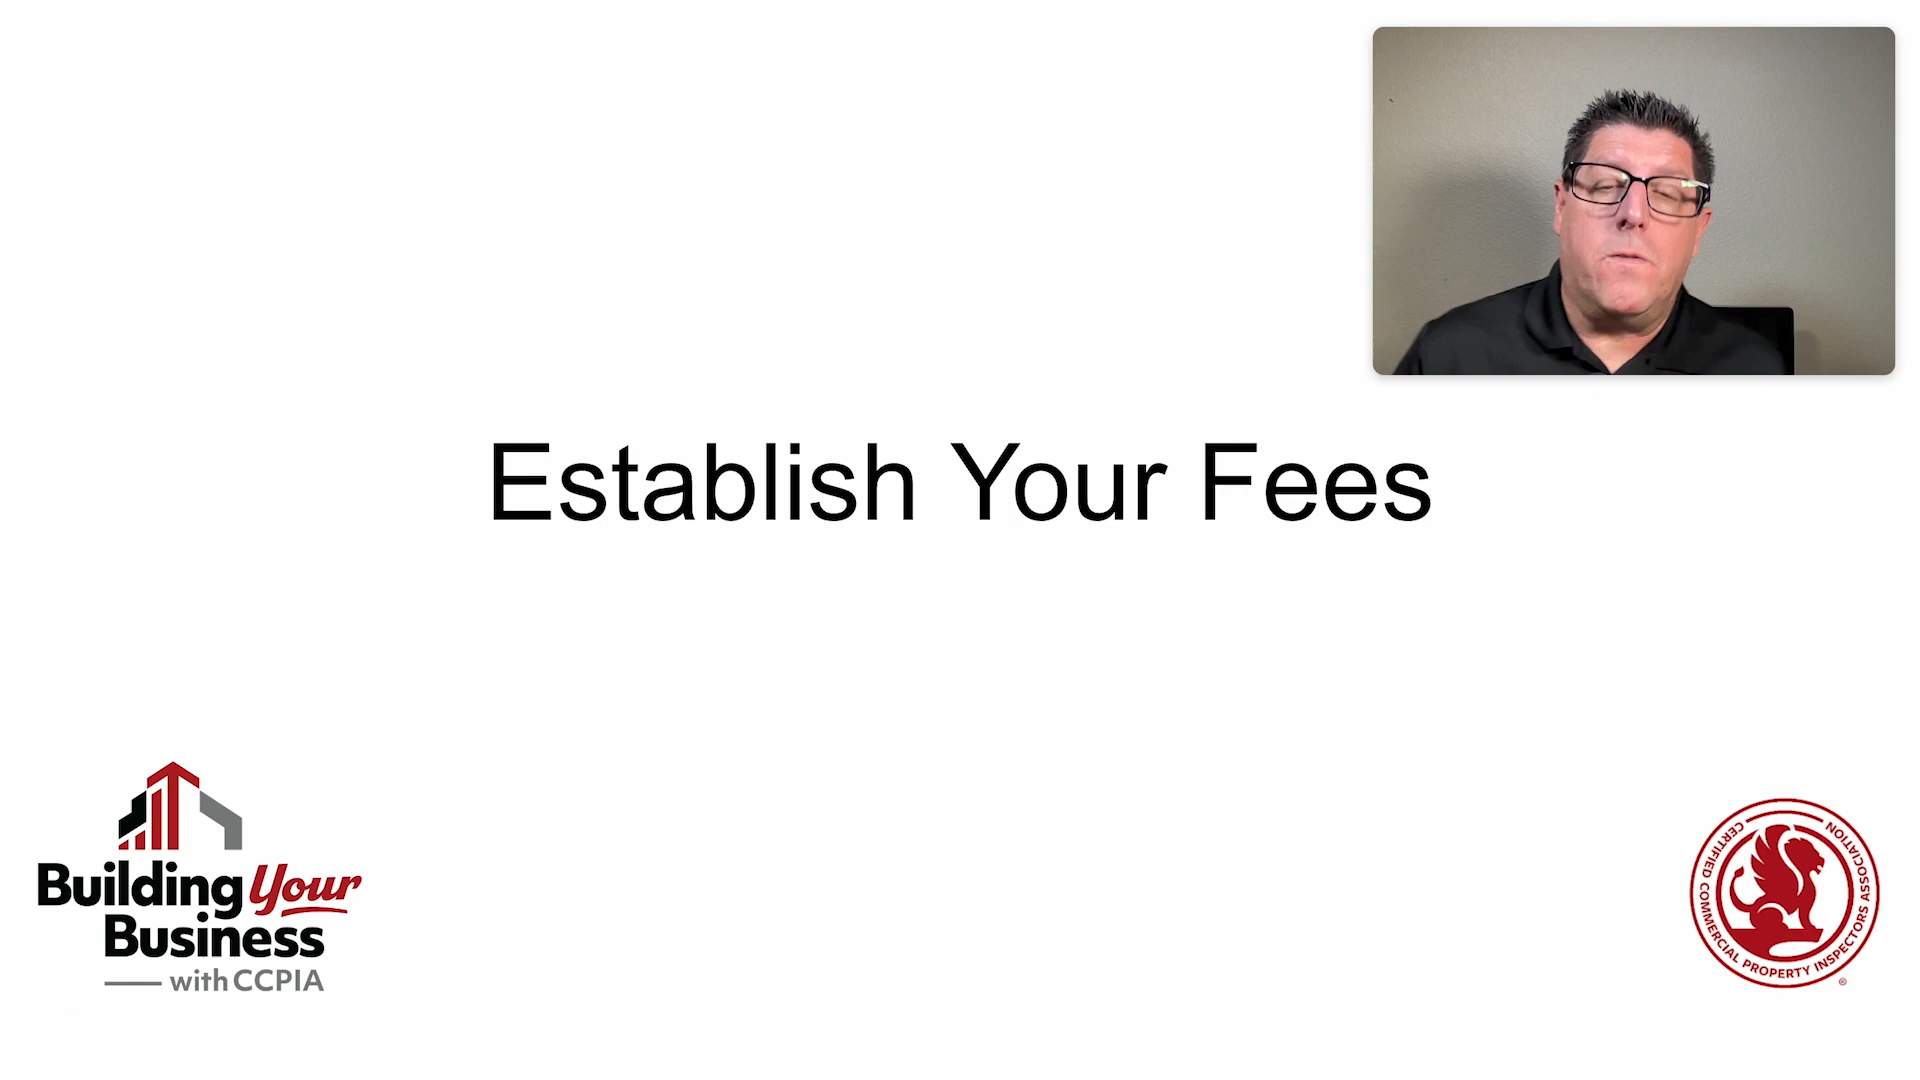 Establish Your Fees
Building Your
Business
with CCPIA
CERTIFIED COMMERCIAL PROPERTY INSPECTORS ASSOCIATION
®